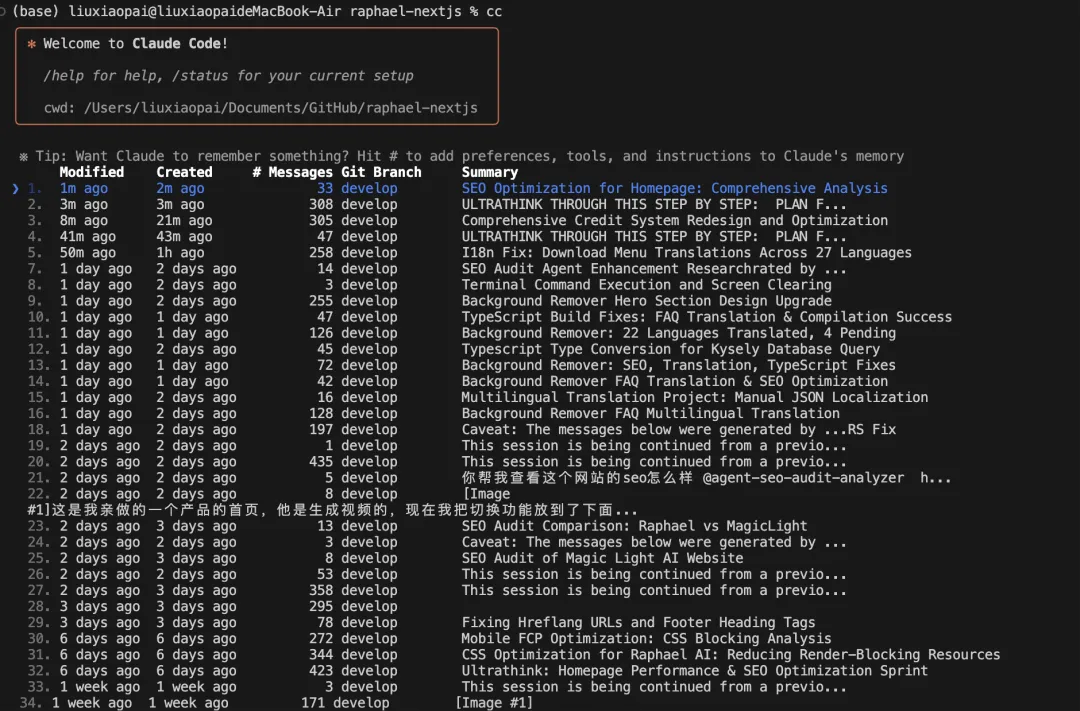 (base) liuxiaopai@liuxiaopaideMacBook-Air raphael-nextjs % cc
* Welcome to Claude Code!
/help for help, /status for your current setup
cwd: /Users/liuxiaopai/Documents/GitHub/raphael-nextjs
※ Tip: Want Claude to remember something? Hit # to add preferences, tools, and instructions to Claude's memory
Modified Created # Messages Git Branch Summary
❯ 1. 1m ago 2m ago 33 develop SEO Optimization for Homepage: Comprehensive Analysis
2. 3m ago 3m ago 308 develop ULTRATHINK THROUGH THIS STEP BY STEP: PLAN F...
3. 8m ago 21m ago 305 develop Comprehensive Credit System Redesign and Optimization
4. 41m ago 43m ago 47 develop ULTRATHINK THROUGH THIS STEP BY STEP: PLAN F...
5. 50m ago 1h ago 258 develop I18n Fix: Download Menu Translations Across 27 Languages
7. 1 day ago 2 days ago 14 develop SEO Audit Agent Enhancement Researchrated by ...
8. 1 day ago 2 days ago 3 develop Terminal Command Execution and Screen Clearing
9. 1 day ago 2 days ago 255 develop Background Remover Hero Section Design Upgrade
10. 1 day ago 1 day ago 47 develop TypeScript Build Fixes: FAQ Translation & Compilation Success
11. 1 day ago 1 day ago 126 develop Background Remover: 22 Languages Translated, 4 Pending
12. 1 day ago 2 days ago 45 develop Typescript Type Conversion for Kysely Database Query
13. 1 day ago 1 day ago 72 develop Background Remover: SEO, Translation, TypeScript Fixes
14. 1 day ago 1 day ago 42 develop Background Remover FAQ Translation & SEO Optimization
15. 1 day ago 2 days ago 16 develop Multilingual Translation Project: Manual JSON Localization
16. 1 day ago 2 days ago 128 develop Background Remover FAQ Multilingual Translation
18. 1 day ago 2 days ago 197 develop Caveat: The messages below were generated by ...RS Fix
19. 2 days ago 2 days ago 1 develop This session is being continued from a previo...
20. 2 days ago 2 days ago 435 develop This session is being continued from a previo...
21. 2 days ago 2 days ago 5 develop 你帮我查看这个网站的seo怎么样 @agent-seo-audit-analyzer h...
22. 2 days ago 2 days ago 8 develop [Image
#1]这是我亲做的一个产品的首页，他是生成视频的，现在我把切换功能放到了下面...
23. 2 days ago 3 days ago 13 develop SEO Audit Comparison: Raphael vs MagicLight
24. 2 days ago 2 days ago 3 develop Caveat: The messages below were generated by ...
25. 2 days ago 3 days ago 8 develop SEO Audit of Magic Light AI Website
26. 2 days ago 2 days ago 53 develop This session is being continued from a previo...
27. 2 days ago 3 days ago 358 develop This session is being continued from a previo...
28. 3 days ago 3 days ago 295 develop
29. 3 days ago 3 days ago 78 develop Fixing Hreflang URLs and Footer Heading Tags
30. 6 days ago 6 days ago 272 develop Mobile FCP Optimization: CSS Blocking Analysis
31. 6 days ago 6 days ago 344 develop CSS Optimization for Raphael AI: Reducing Render-Blocking Resources
32. 6 days ago 6 days ago 423 develop Ultrathink: Homepage Performance & SEO Optimization Sprint
33. 1 week ago 1 week ago 3 develop This session is being continued from a previo...
34. 1 week ago 1 week ago 171 develop [Image #1]